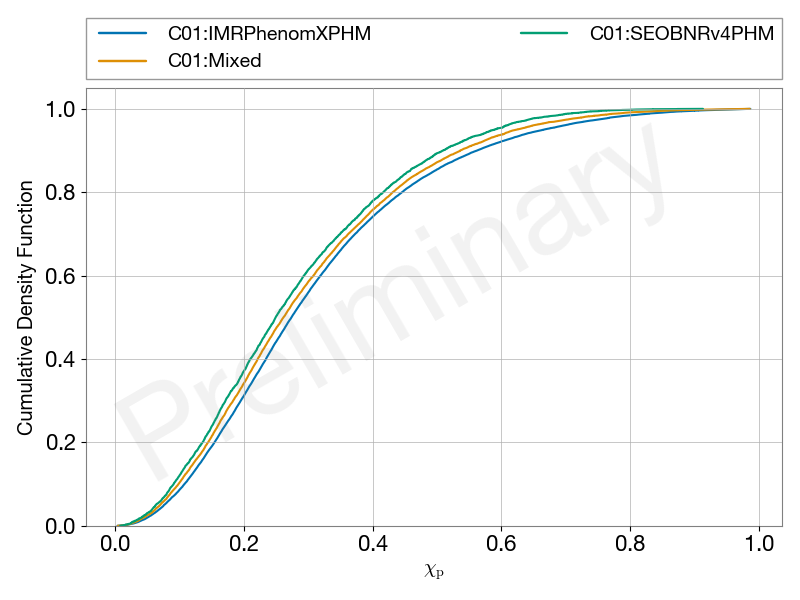 C01:IMRPhenomXPHM
C01:Mixed
C01:SEOBNRv4PHM
Cumulative Density Function
1.0
0.8
0.6
0.4
0.2
0.0
Preliminary
0.0 0.2 0.4 0.6 0.8 1.0
χp